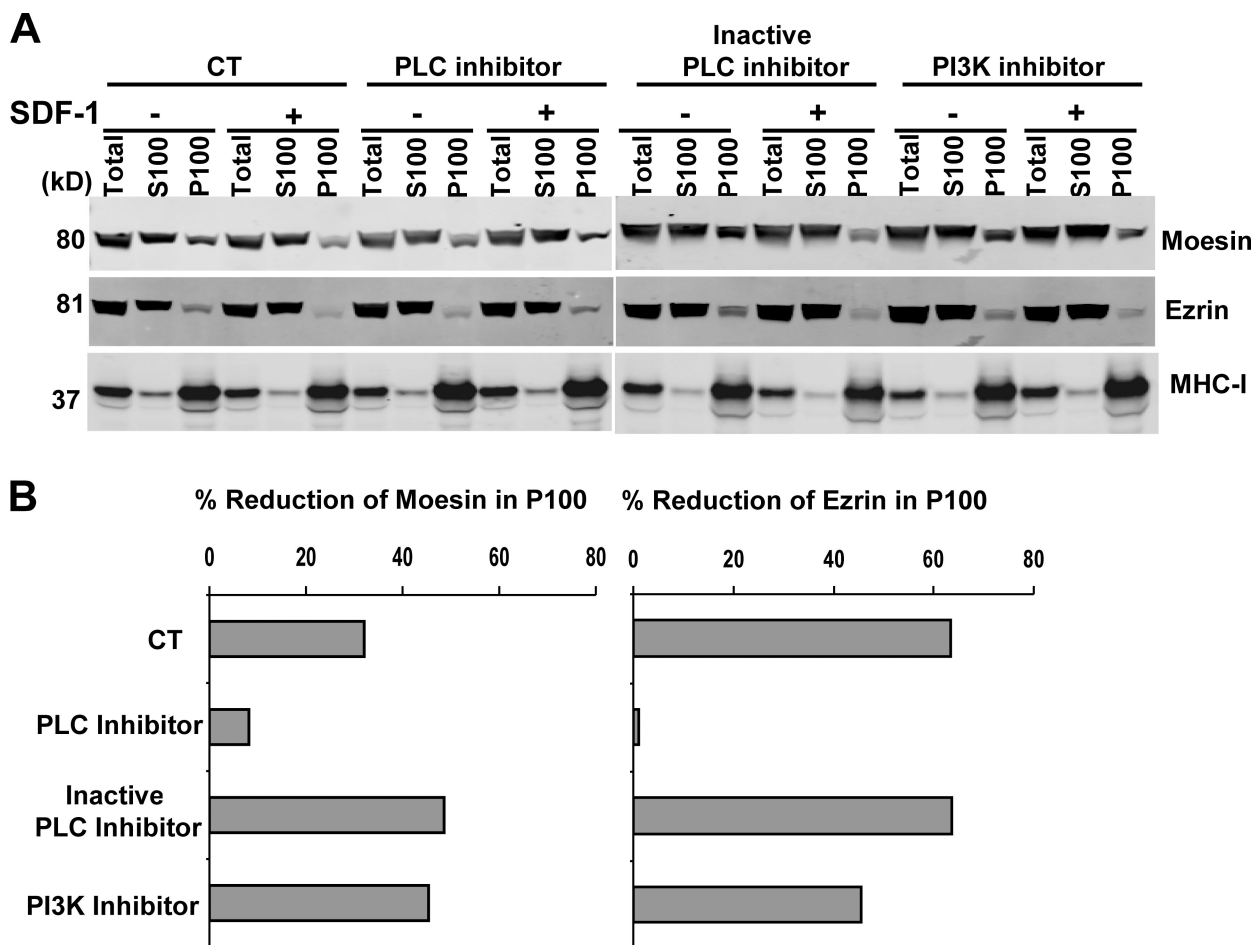 A
Inactive
CT PLC inhibitor PLC inhibitor PI3K inhibitor
SDF-1 - + - + - + - +
(kD) Total S100 P100 Total S100 P100 Total S100 P100 Total S100 P100 Total S100 P100 Total S100 P100 Total S100 P100 Total S100 P100
80 Moesin
81 Ezrin
37 MHC-I
B
% Reduction of Moesin in P100 % Reduction of Ezrin in P100
0 20 40 60 80 0 20 40 60 80
CT
PLC Inhibitor
Inactive
PLC Inhibitor
PI3K Inhibitor